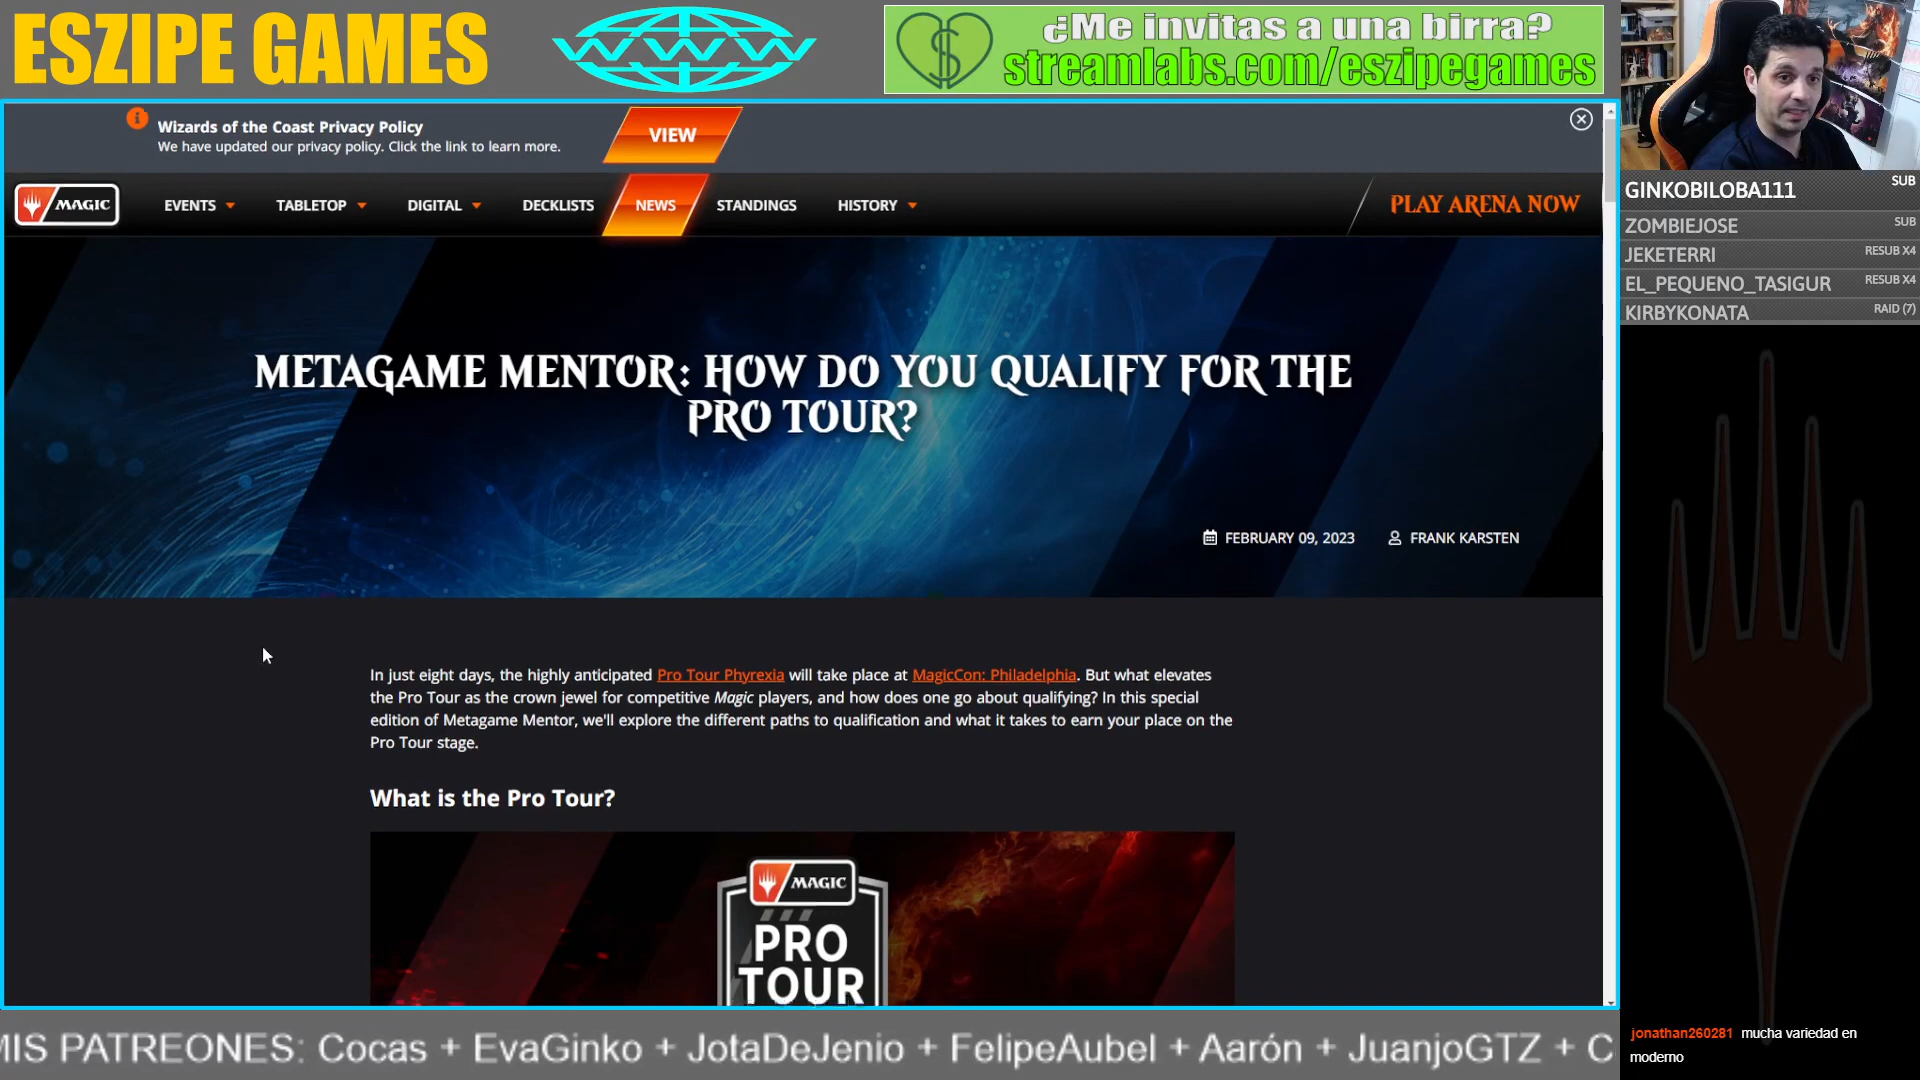 ESZIPE GAMES
WWW
¿Me invitas a una birra?
streamlabs.com/eszipegames
Wizards of the Coast Privacy Policy
We have updated our privacy policy. Click the link to learn more.
VIEW
MAGIC
EVENTS
TABLETOP
DIGITAL
DECKLISTS
NEWS
STANDINGS
HISTORY
PLAY ARENA NOW
METAGAME MENTOR: HOW DO YOU QUALIFY FOR THE
PRO TOUR?
FEBRUARY 09, 2023
FRANK KARSTEN
In just eight days, the highly anticipated Pro Tour Phyrexia will take place at MagicCon: Philadelphia. But what elevates
the Pro Tour as the crown jewel for competitive Magic players, and how does one go about qualifying? In this special
edition of Metagame Mentor, we'll explore the different paths to qualification and what it takes to earn your place on the
Pro Tour stage.
What is the Pro Tour?
MAGIC
PRO
TOUR
GINKOBILOBA111 SUB
ZOMBIEJOSE SUB
JEKETERRI RESUB X4
EL_PEQUENO_TASIGUR RESUB X4
KIRBYKONATA RAID (7)
jonathan260281 mucha variedad en
moderno
MIS PATREONES: Cocas + EvaGinko + JotaDeJenio + FelipeAubel + Aarón + JuanjoGTZ + C